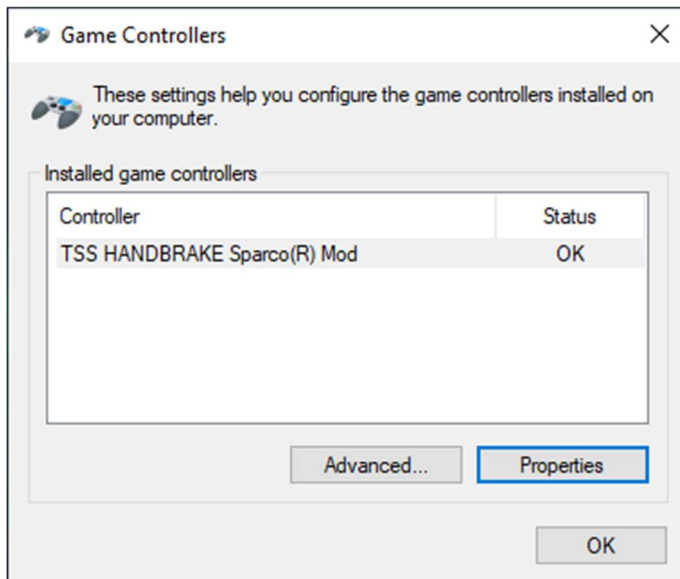 Game Controllers
These settings help you configure the game controllers installed on
your computer.
Installed game controllers
Controller Status
TSS HANDBRAKE Sparco(R) Mod OK
Advanced... Properties
OK